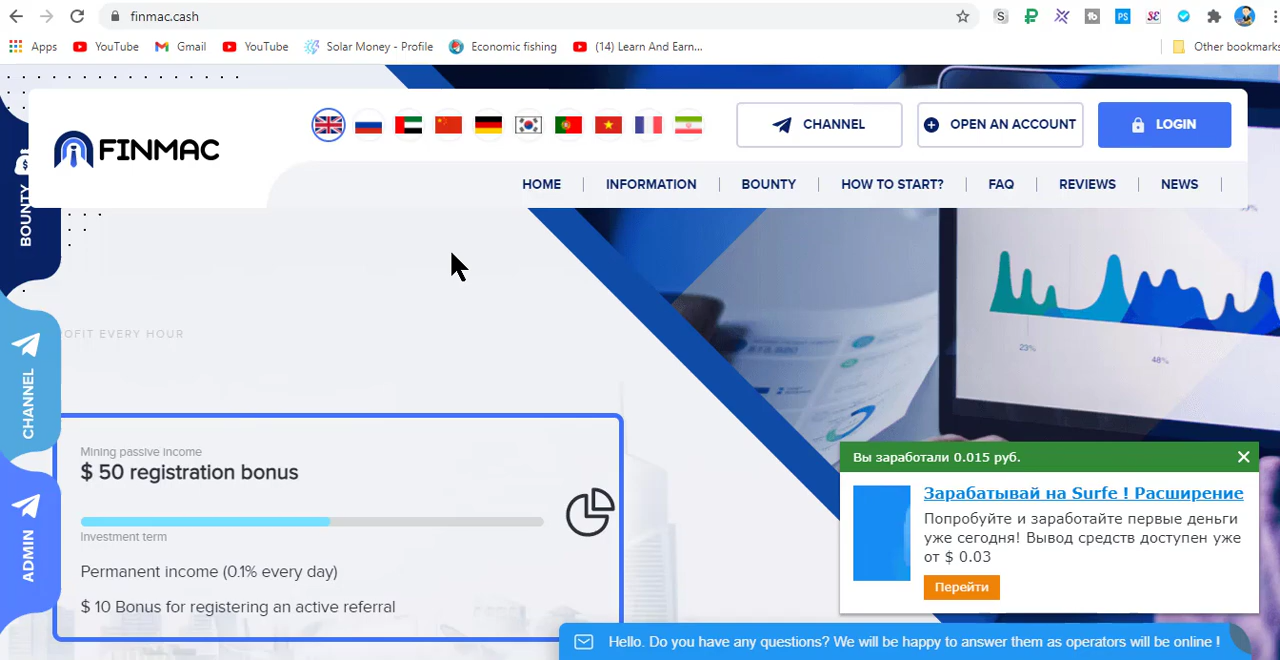 finmac.cash
Apps YouTube Gmail YouTube Solar Money - Profile Economic fishing (14) Learn And Earn... Other bookmarks
FINMAC
CHANNEL
OPEN AN ACCOUNT
LOGIN
HOME INFORMATION BOUNTY HOW TO START? FAQ REVIEWS NEWS
BOUNTY
CHANNEL
ADMIN
OFIT EVERY HOUR
Mining passive income
$ 50 registration bonus
Investment term
Permanent income (0.1% every day)
$ 10 Bonus for registering an active referral
23%
48%
Вы заработали 0.015 руб.
Зарабатывай на Surfe ! Расширение
Попробуйте и заработайте первые деньги
уже сегодня! Вывод средств доступен уже
от $ 0.03
Перейти
Hello. Do you have any questions? We will be happy to answer them as operators will be online !